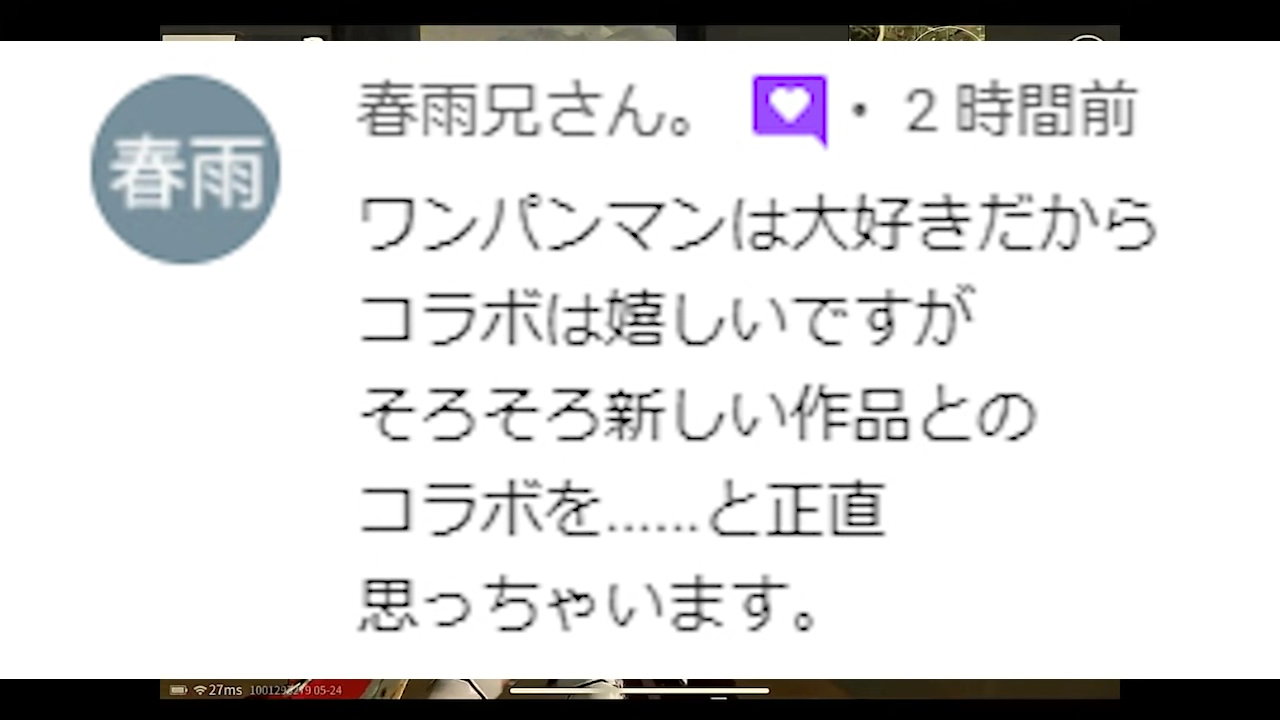 春雨
春雨兄さん。 ・ 2 時間前
ワンパンマンは大好きだから
コラボは嬉しいですが
そろそろ新しい作品との
コラボを……と正直
思っちゃいます。
27ms 05-24